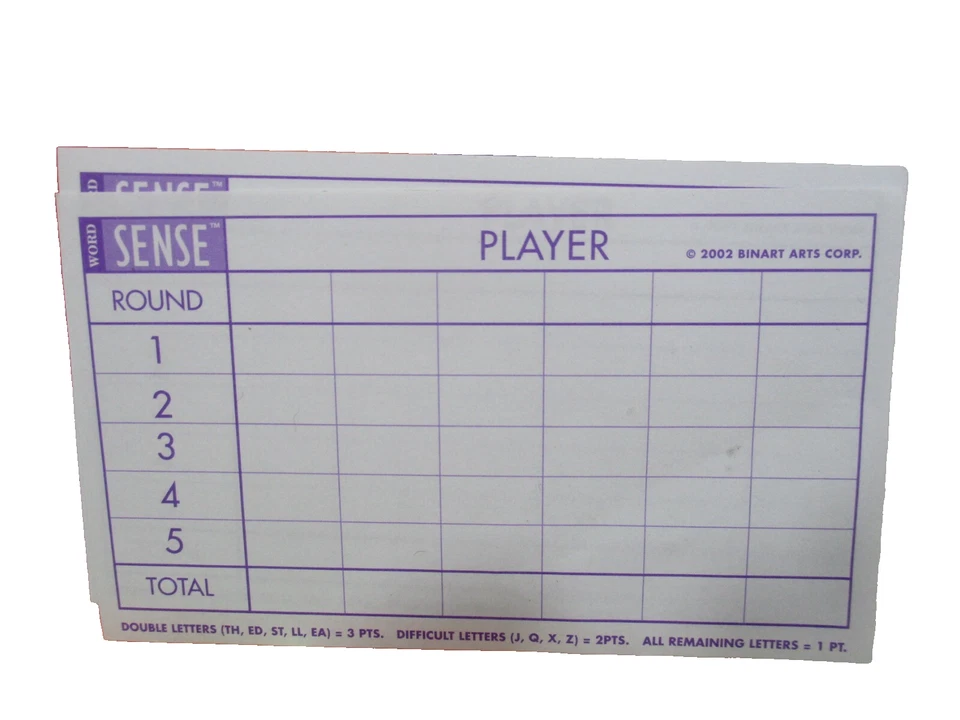 SENSE™
WORD SENSE™ PLAYER © 2002 BINART ARTS CORP.
ROUND
1
2
3
4
5
TOTAL
DOUBLE LETTERS (TH, ED, ST, LL, EA) = 3 PTS. DIFFICULT LETTERS (J, Q, X, Z) = 2PTS. ALL REMAINING LETTERS = 1 PT.